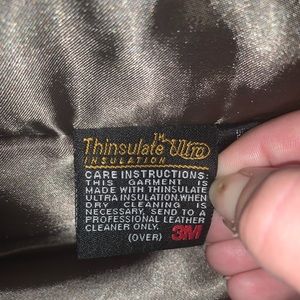 Thinsulate™ Ultra
INSULATION
CARE INSTRUCTIONS:
THIS GARMENT IS
MADE WITH THINSULATE
ULTRA INSULATION.WHEN
DRY CLEANING IS
NECESSARY, SEND TO A
PROFESSIONAL LEATHER
CLEANER ONLY.
(OVER) 3M